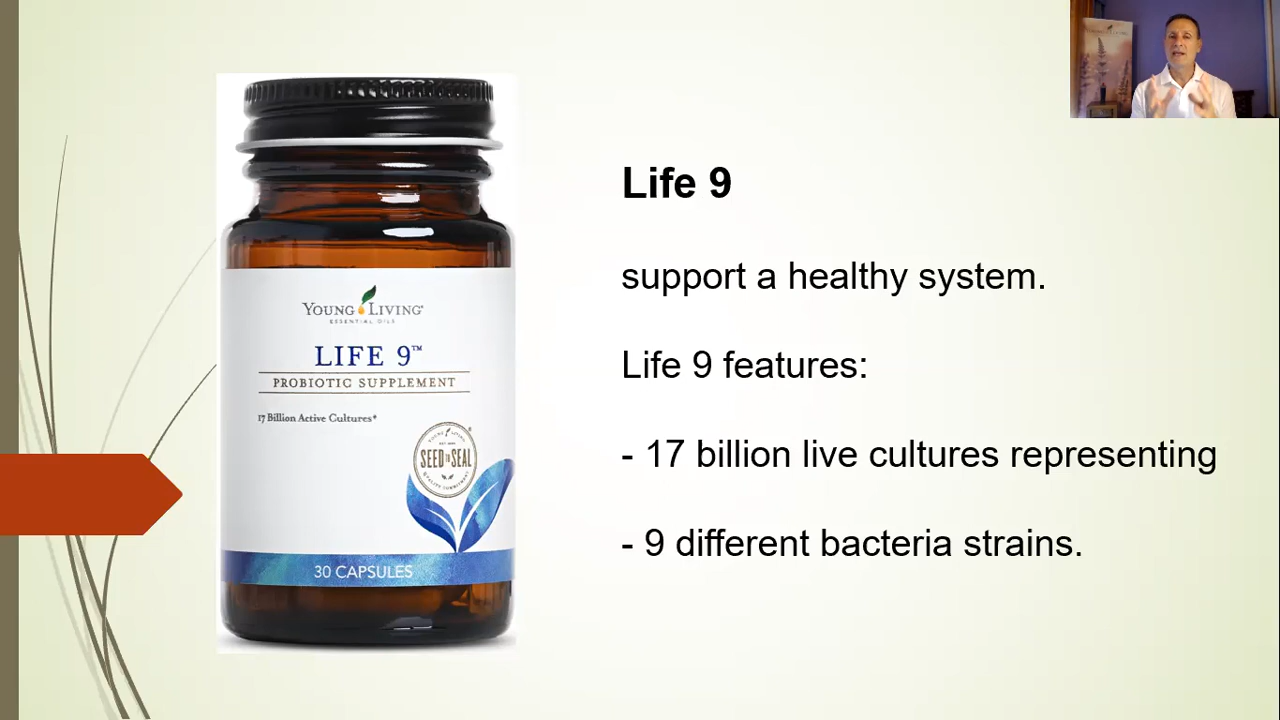 Life 9
support a healthy system.
Life 9 features:
- 17 billion live cultures representing
- 9 different bacteria strains.
YOUNG LIVING
ESSENTIAL OILS
LIFE 9™
PROBIOTIC SUPPLEMENT
17 Billion Active Cultures*
SEED TO SEAL
30 CAPSULES